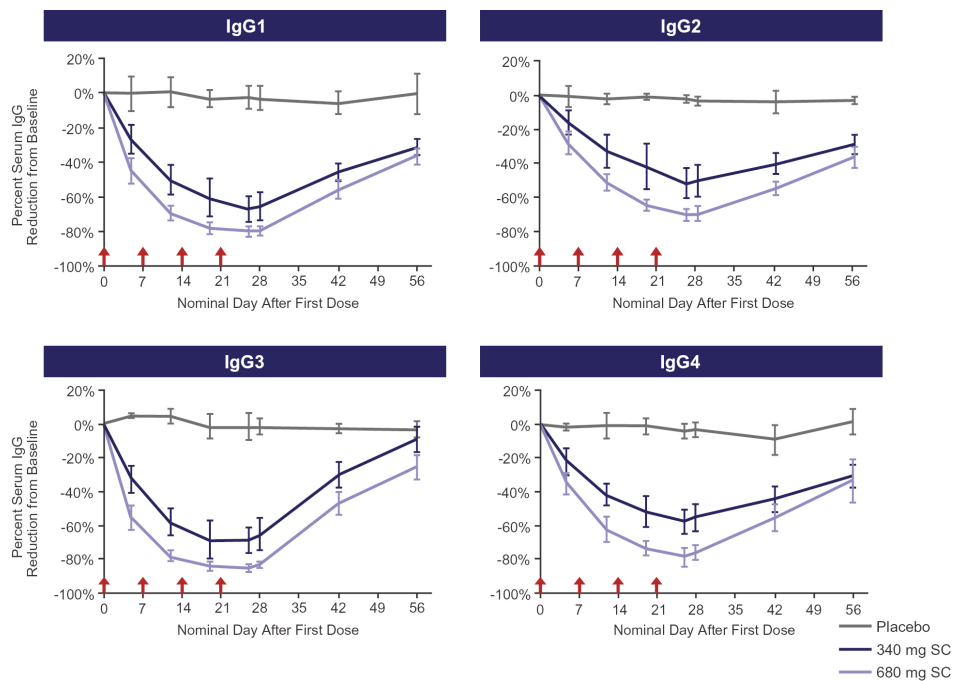 IgG1
20%
0%
-20%
-40%
-60%
-80%
-100%
Percent Serum IgG
Reduction from Baseline
0 7 14 21 28 35 42 49 56
Nominal Day After First Dose
IgG2
20%
0%
-20%
-40%
-60%
-80%
-100%
0 7 14 21 28 35 42 49 56
Nominal Day After First Dose
IgG3
20%
0%
-20%
-40%
-60%
-80%
-100%
Percent Serum IgG
Reduction from Baseline
0 7 14 21 28 35 42 49 56
Nominal Day After First Dose
IgG4
20%
0%
-20%
-40%
-60%
-80%
-100%
0 7 14 21 28 35 42 49 56
Nominal Day After First Dose
Placebo
340 mg SC
680 mg SC